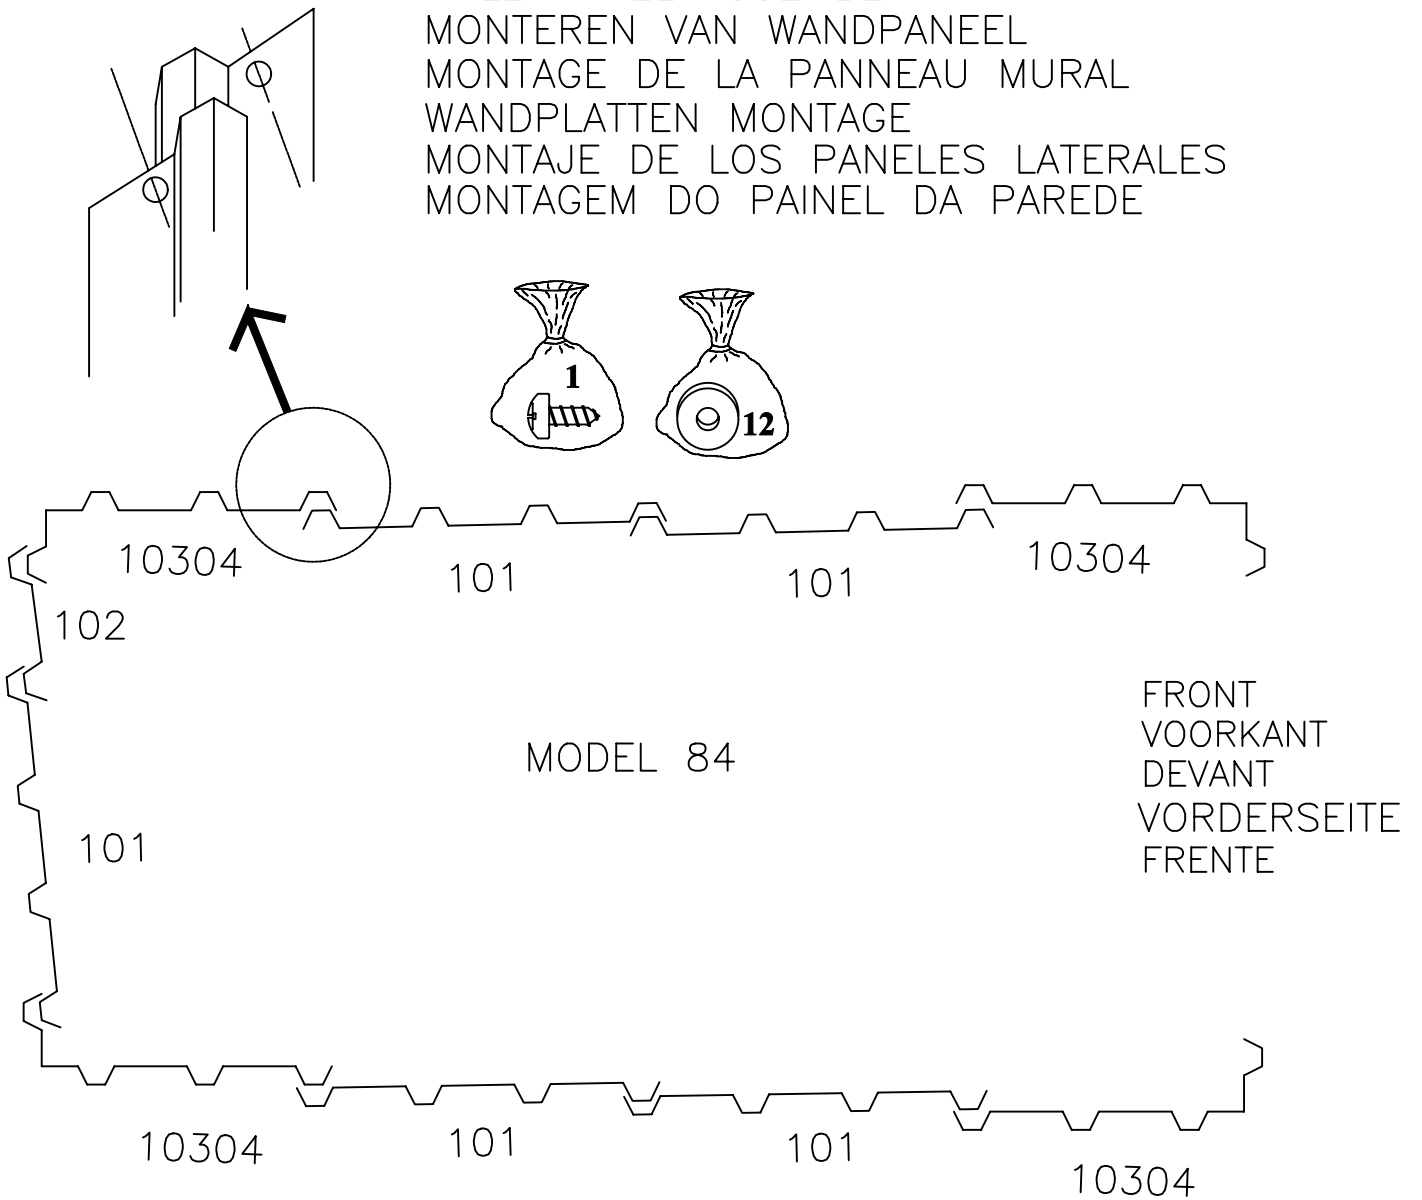 MONTEREN VAN WANDPANEEL
MONTAGE DE LA PANNEAU MURAL
WANDPLATTEN MONTAGE
MONTAJE DE LOS PANELES LATERALES
MONTAGEM DO PAINEL DA PAREDE
1
12
10304
101
101
10304
102
FRONT
VOORKANT
DEVANT
VORDERSEITE
FRENTE
MODEL 84
101
10304
101
101
10304